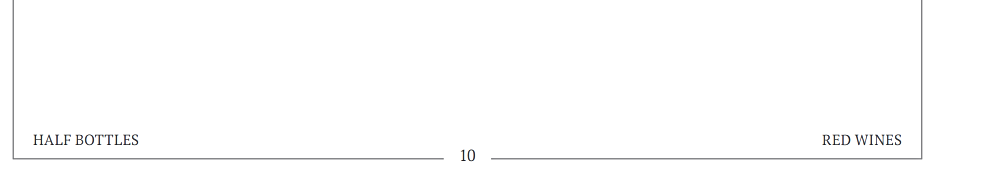 HALF BOTTLES
RED WINES
10